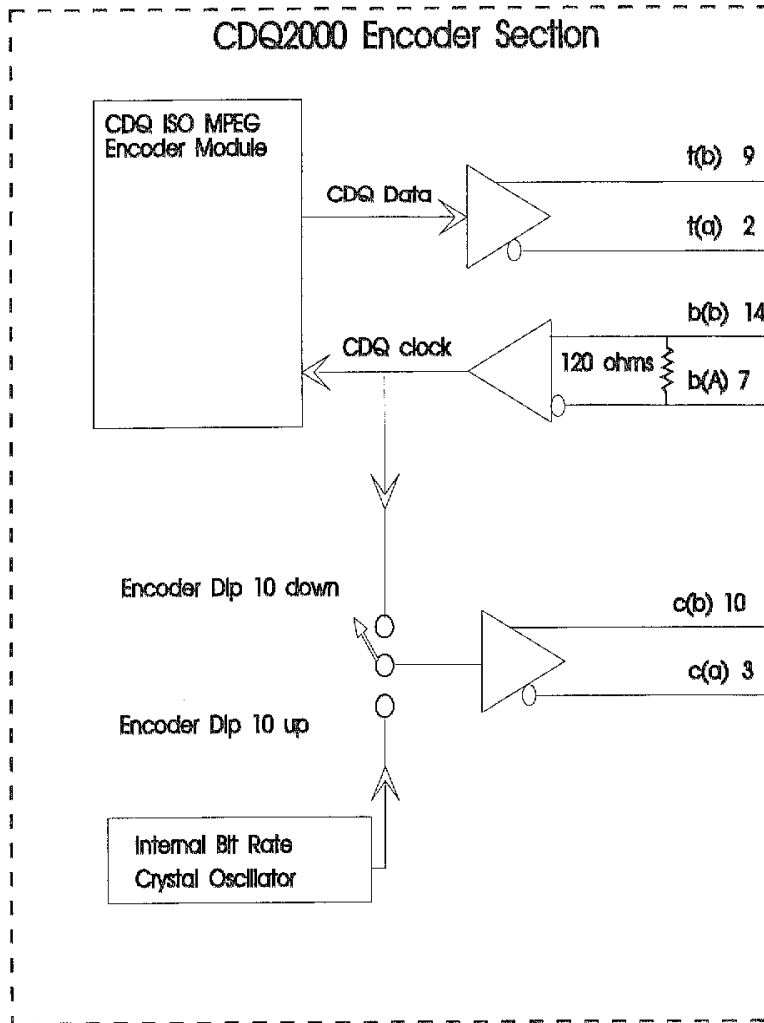 CDQ2000 Encoder Section
CDQ ISO MPEG
Encoder Module
CDQ Data
t(b) 9
t(a) 2
b(b) 14
CDQ clock
120 ohms
b(A) 7
Encoder Dip 10 down
c(b) 10
c(a) 3
Encoder Dip 10 up
Internal Bit Rate
Crystal Oscillator